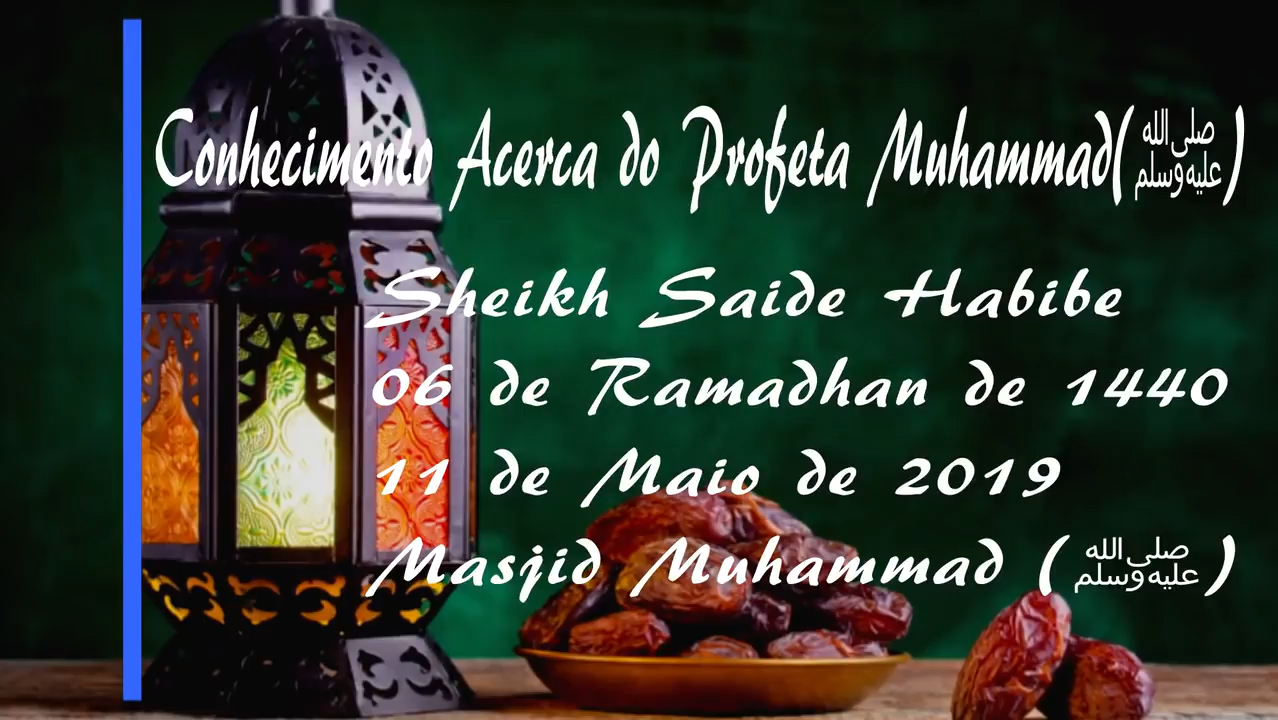 Conhecimento Acerca do Profeta Muhammad(صلى الله عليه وسلم)
Sheikh Saide Habibe
06 de Ramadhan de 1440
11 de Maio de 2019
Masjid Muhammad (صلى الله عليه وسلم)